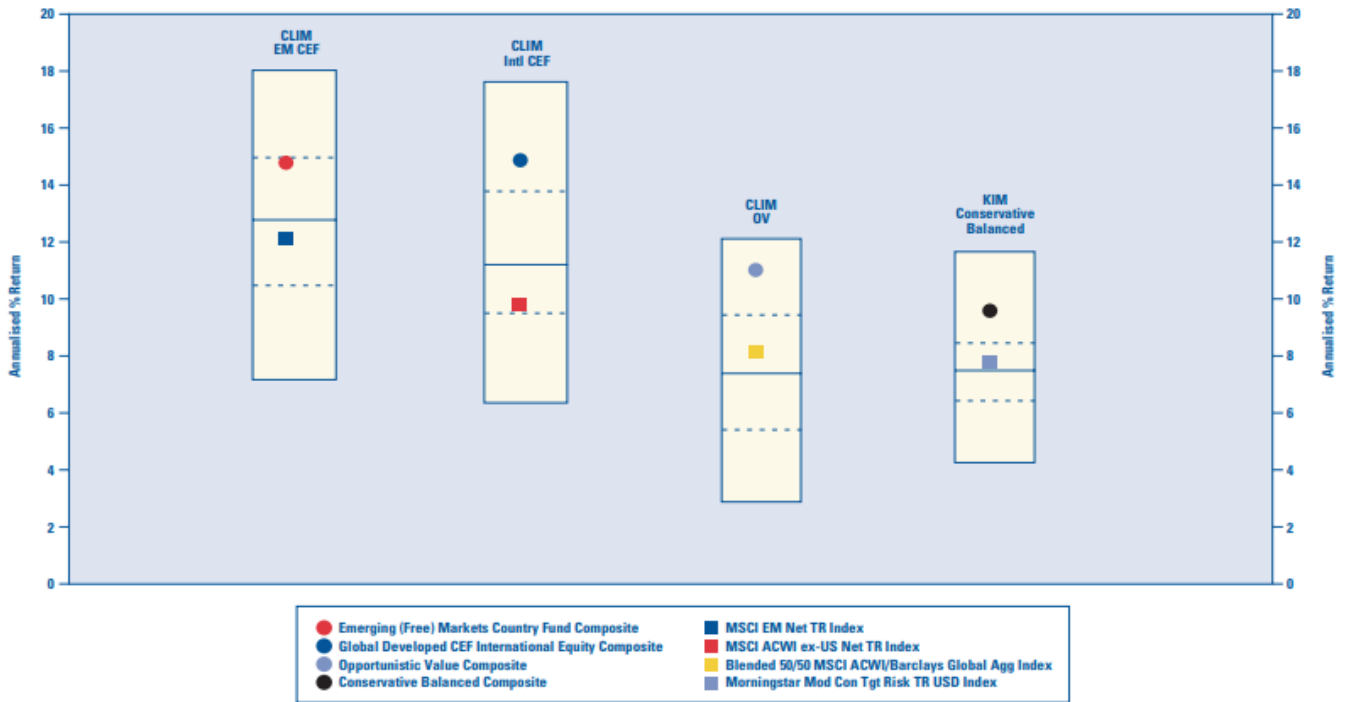 20
18
16
14
12
10
8
6
4
2
0
Annualised % Return
CLIM
EM CEF
CLIM
Intl CEF
CLIM
OV
KIM
Conservative
Balanced
20
18
16
14
12
10
8
6
4
2
0
Annualised % Return
Emerging (Free) Markets Country Fund Composite
Global Developed CEF International Equity Composite
Opportunistic Value Composite
Conservative Balanced Composite
MSCI EM Net TR Index
MSCI ACWI ex-US Net TR Index
Blended 50/50 MSCI ACWI/Barclays Global Agg Index
Morningstar Mod Con Tgt Risk TR USD Index